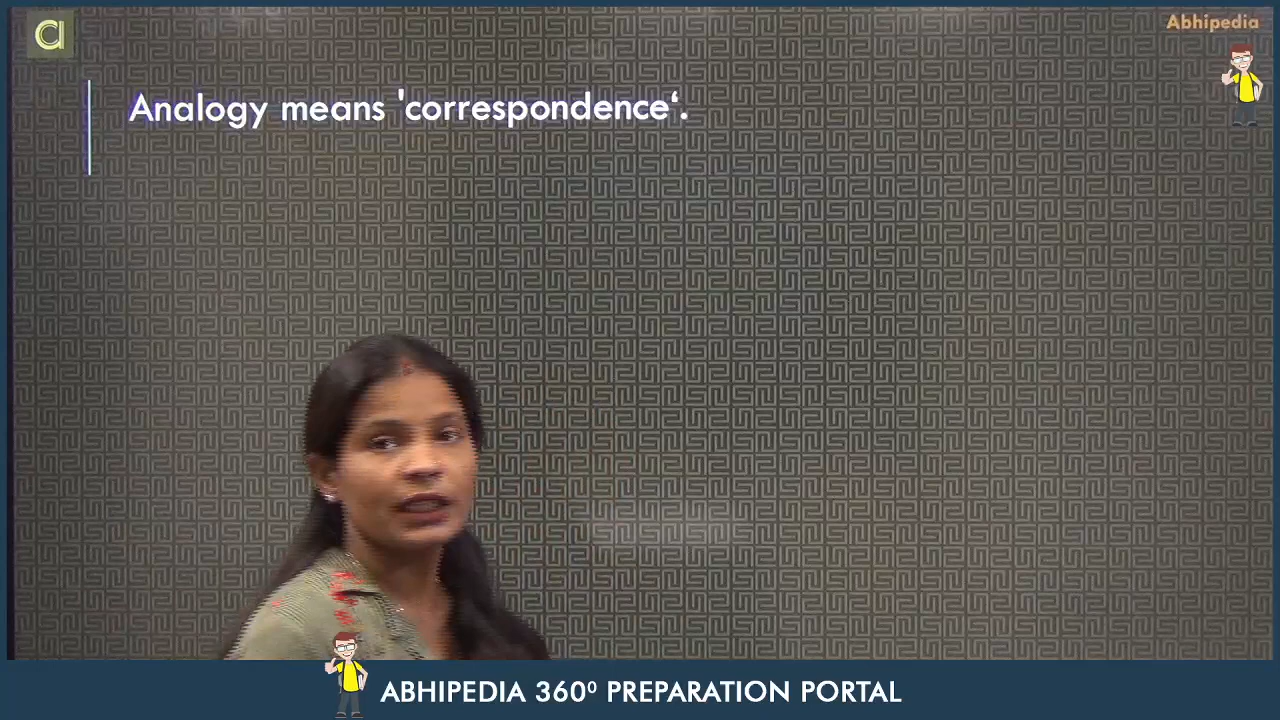 Abhipedia
Analogy means 'correspondence‘.
ABHIPEDIA 360⁰ PREPARATION PORTAL